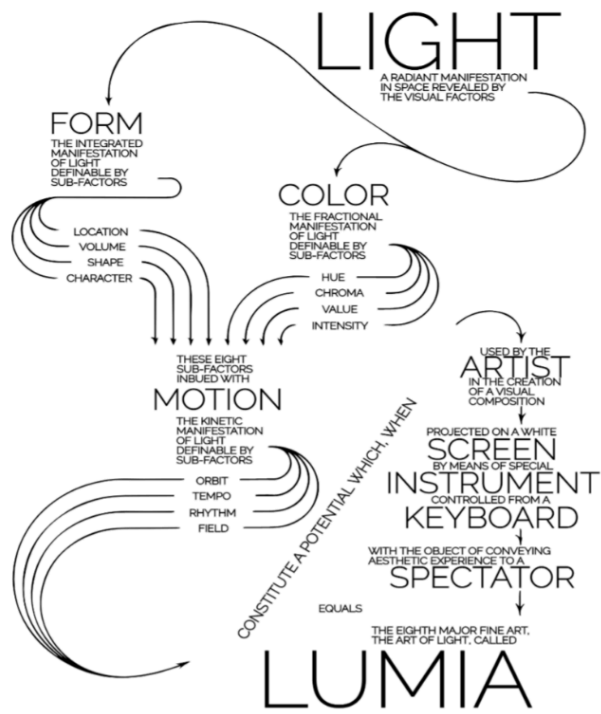 LIGHT
A RADIANT MANIFESTATION
IN SPACE REVEALED BY
THE VISUAL FACTORS
FORM
THE INTEGRATED
MANIFESTATION
OF LIGHT
DEFINABLE BY
SUB-FACTORS
LOCATION
VOLUME
SHAPE
CHARACTER
COLOR
THE FRACTIONAL
MANIFESTATION
OF LIGHT
DEFINABLE BY
SUB-FACTORS
HUE
CHROMA
VALUE
INTENSITY
THESE EIGHT
SUB-FACTORS
INBUED WITH
MOTION
THE KINETIC
MANIFESTATION
OF LIGHT
DEFINABLE BY
SUB-FACTORS
ORBIT
TEMPO
RHYTHM
FIELD
CONSTITUTE A POTENTIAL WHICH, WHEN
USED BY THE
ARTIST
IN THE CREATION
OF A VISUAL
COMPOSITION
PROJECTED ON A WHITE
SCREEN
BY MEANS OF SPECIAL
INSTRUMENT
CONTROLLED FROM A
KEYBOARD
WITH THE OBJECT OF CONVEYING
AESTHETIC EXPERIENCE TO A
SPECTATOR
EQUALS
THE EIGHTH MAJOR FINE ART,
THE ART OF LIGHT, CALLED
LUMIA